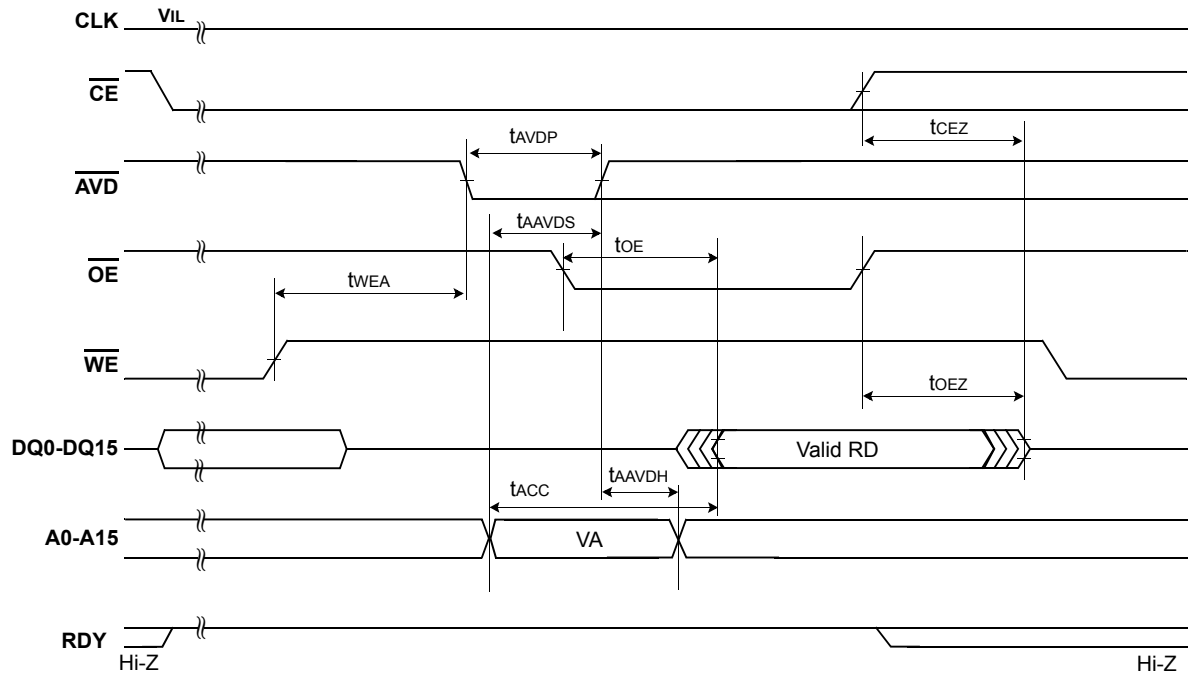 CLK VIL
CE
tCEZ
tAVDP
AVD
tAAVDS
tOE
OE
tWEA
WE
tOEZ
DQ0-DQ15 Valid RD
tAAVDH
tACC
A0-A15 VA
RDY
Hi-Z Hi-Z